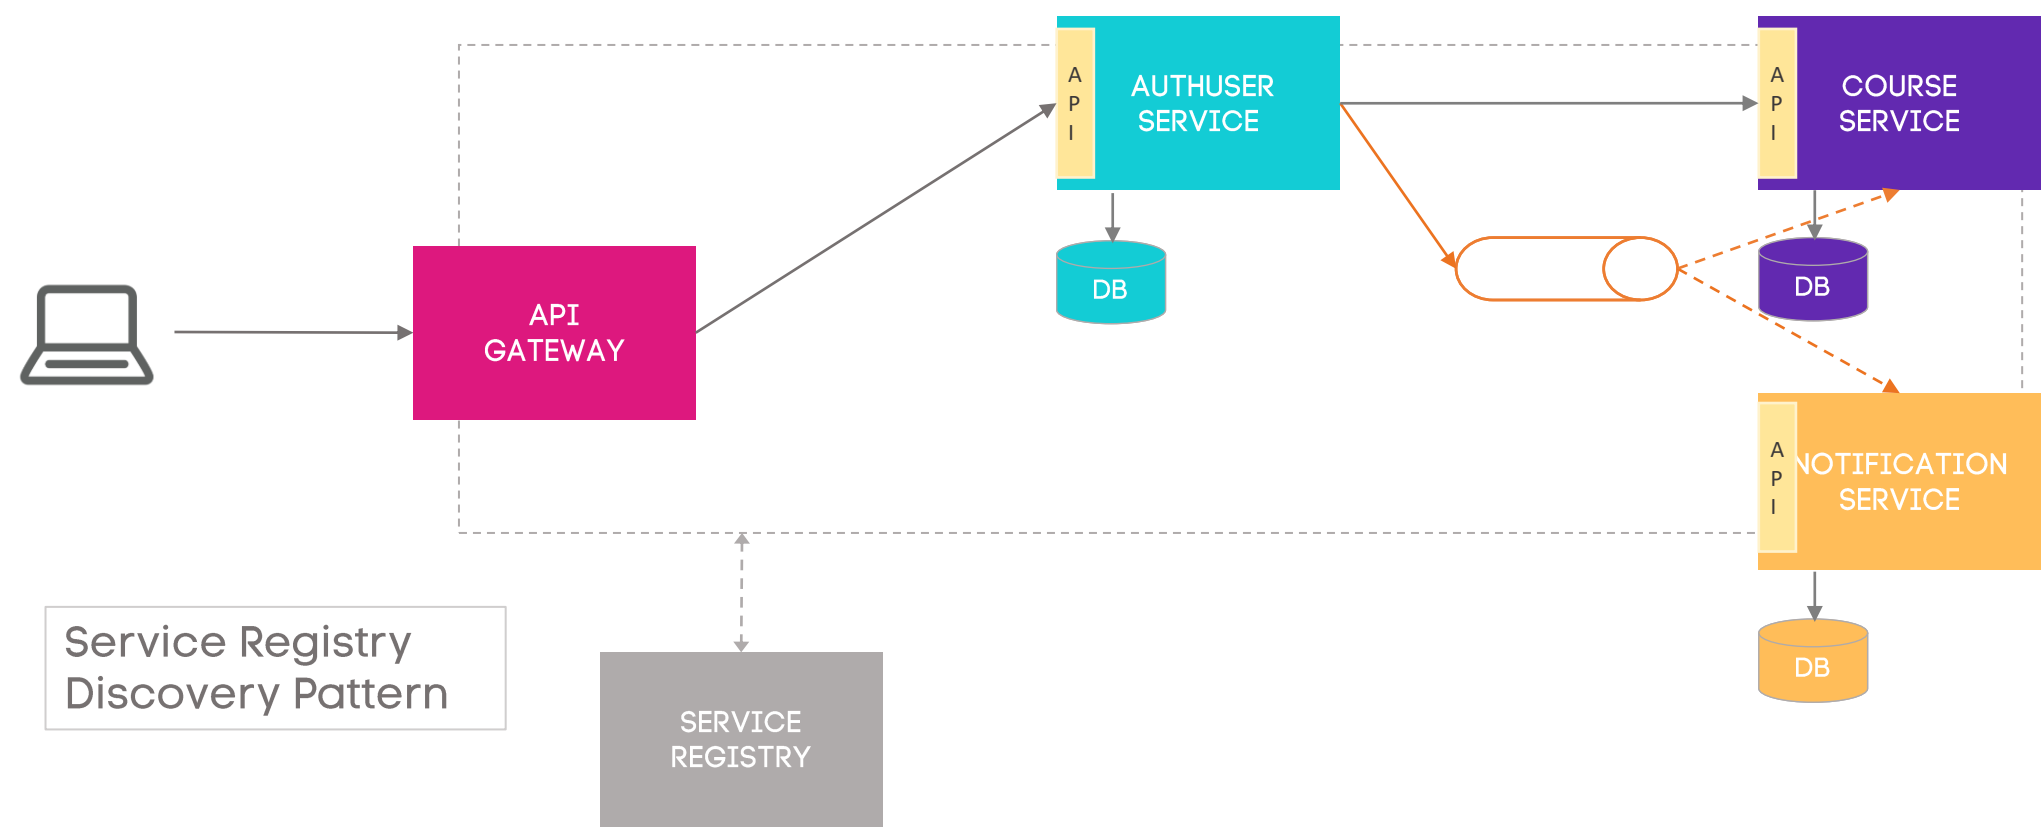 A
P
I
AUTHUSER
SERVICE
A
P
I
COURSE
SERVICE
DB
DB
API
GATEWAY
A
P
I
NOTIFICATION
SERVICE
Service Registry
Discovery Pattern
DB
SERVICE
REGISTRY